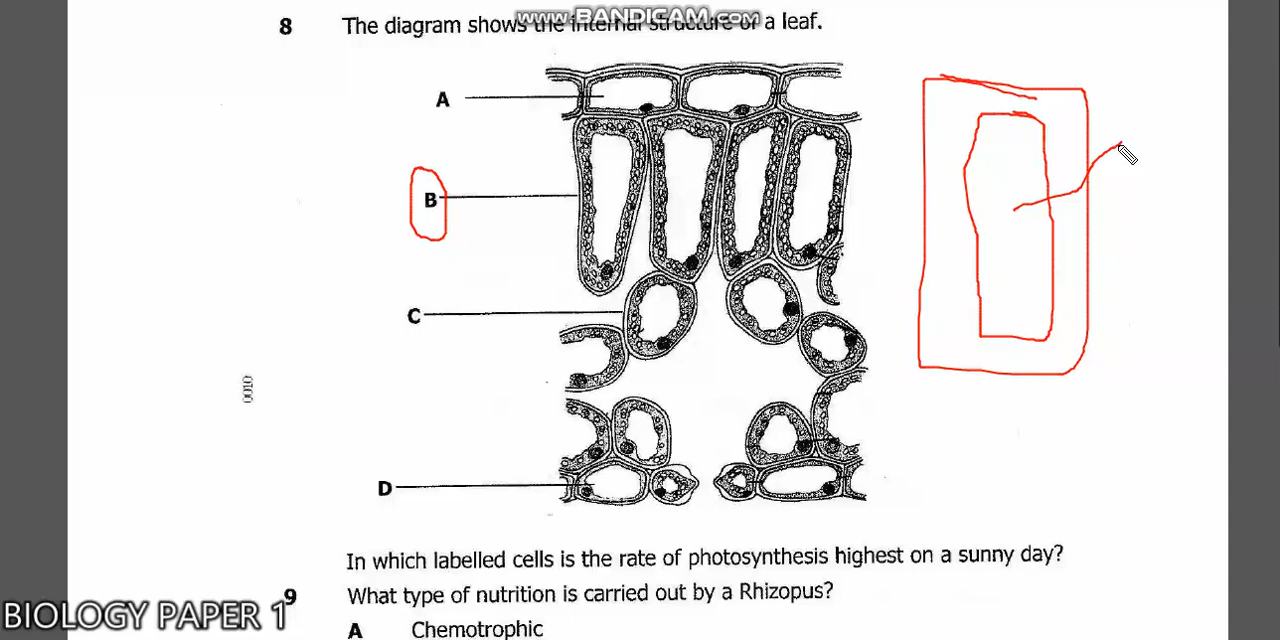 www.BANDICAM.com
8 The diagram shows the internal structure of a leaf.
A
B
C
0010
D
In which labelled cells is the rate of photosynthesis highest on a sunny day?
9 What type of nutrition is carried out by a Rhizopus?
BIOLOGY PAPER 1
A Chemotrophic